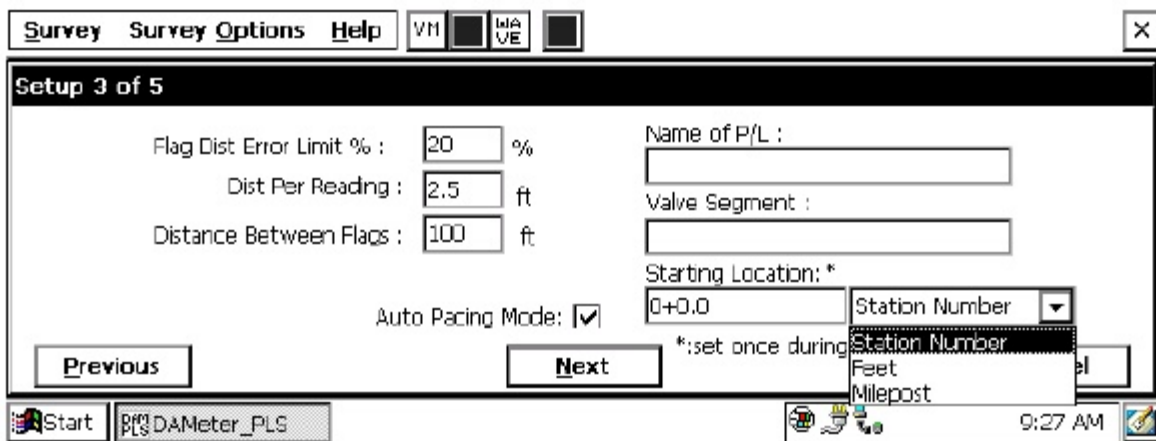 Survey Survey Options Help VM WAVE
Setup 3 of 5
Flag Dist Error Limit % : 20 %
Dist Per Reading : 2.5 ft
Distance Between Flags : 100 ft
Auto Pacing Mode:
Name of P/L :
Valve Segment :
Starting Location: *
0+0.0 Station Number
Station Number
Feet
Milepost
*:set once during
Previous Next el
Start DAMeter_PLS 9:27 AM